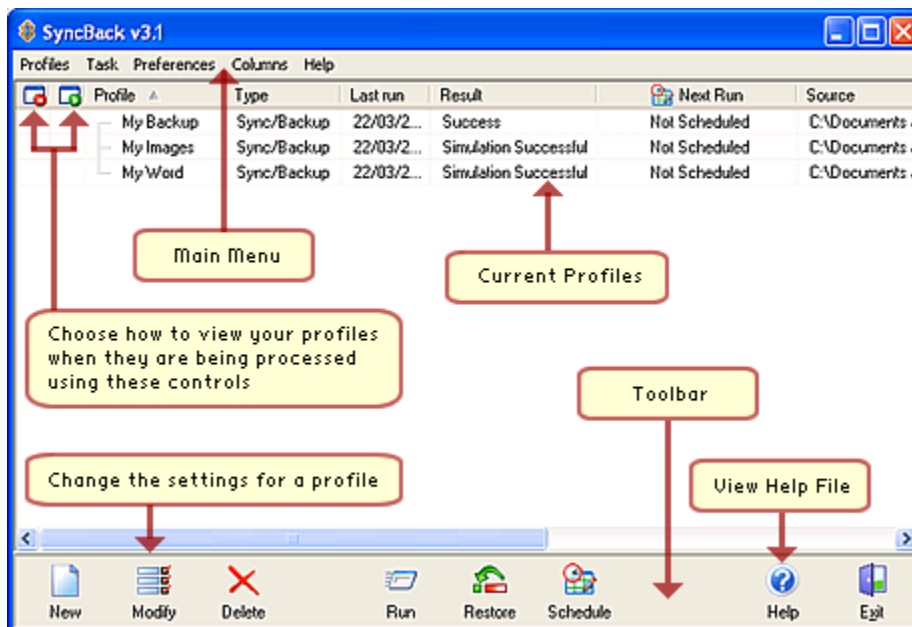 SyncBack v3.1
Profiles Task Preferences Columns Help
Profile Type Last run Result Next Run Source
My Backup Sync/Backup 22/03/2... Success Not Scheduled C:\Documents
My Images Sync/Backup 22/03/2... Simulation Successful Not Scheduled C:\Documents
My Word Sync/Backup 22/03/2... Simulation Successful Not Scheduled C:\Documents
Main Menu
Current Profiles
Choose how to view your profiles
when they are being processed
using these controls
Toolbar
Change the settings for a profile
View Help File
New Modify Delete Run Restore Schedule Help Exit